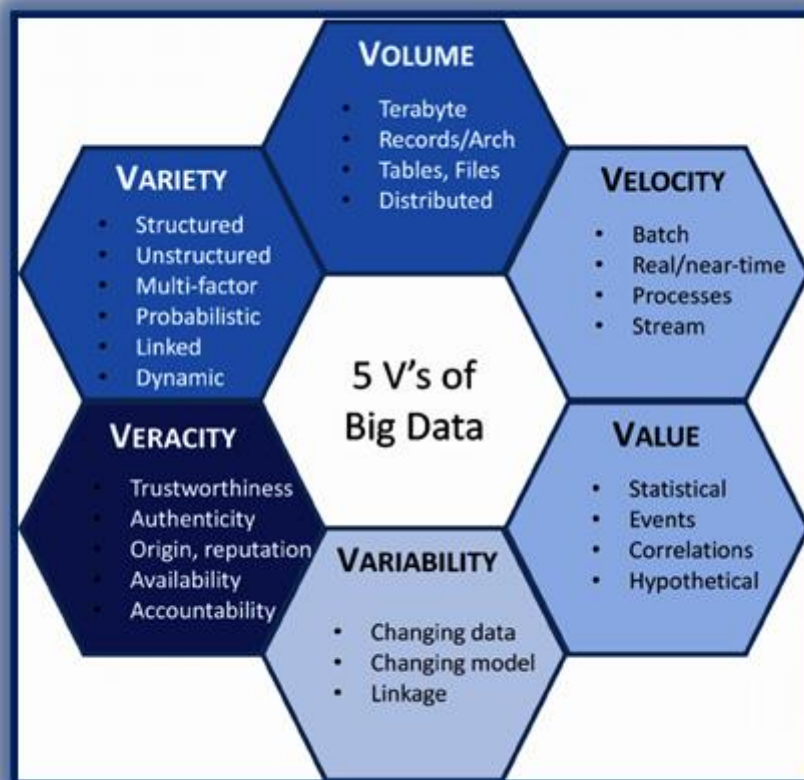 VOLUME
• Terabyte
• Records/Arch
• Tables, Files
• Distributed
VARIETY
• Structured
• Unstructured
• Multi-factor
• Probabilistic
• Linked
• Dynamic
VELOCITY
• Batch
• Real/near-time
• Processes
• Stream
5 V's of
Big Data
VERACITY
• Trustworthiness
• Authenticity
• Origin, reputation
• Availability
• Accountability
VALUE
• Statistical
• Events
• Correlations
• Hypothetical
VARIABILITY
• Changing data
• Changing model
• Linkage